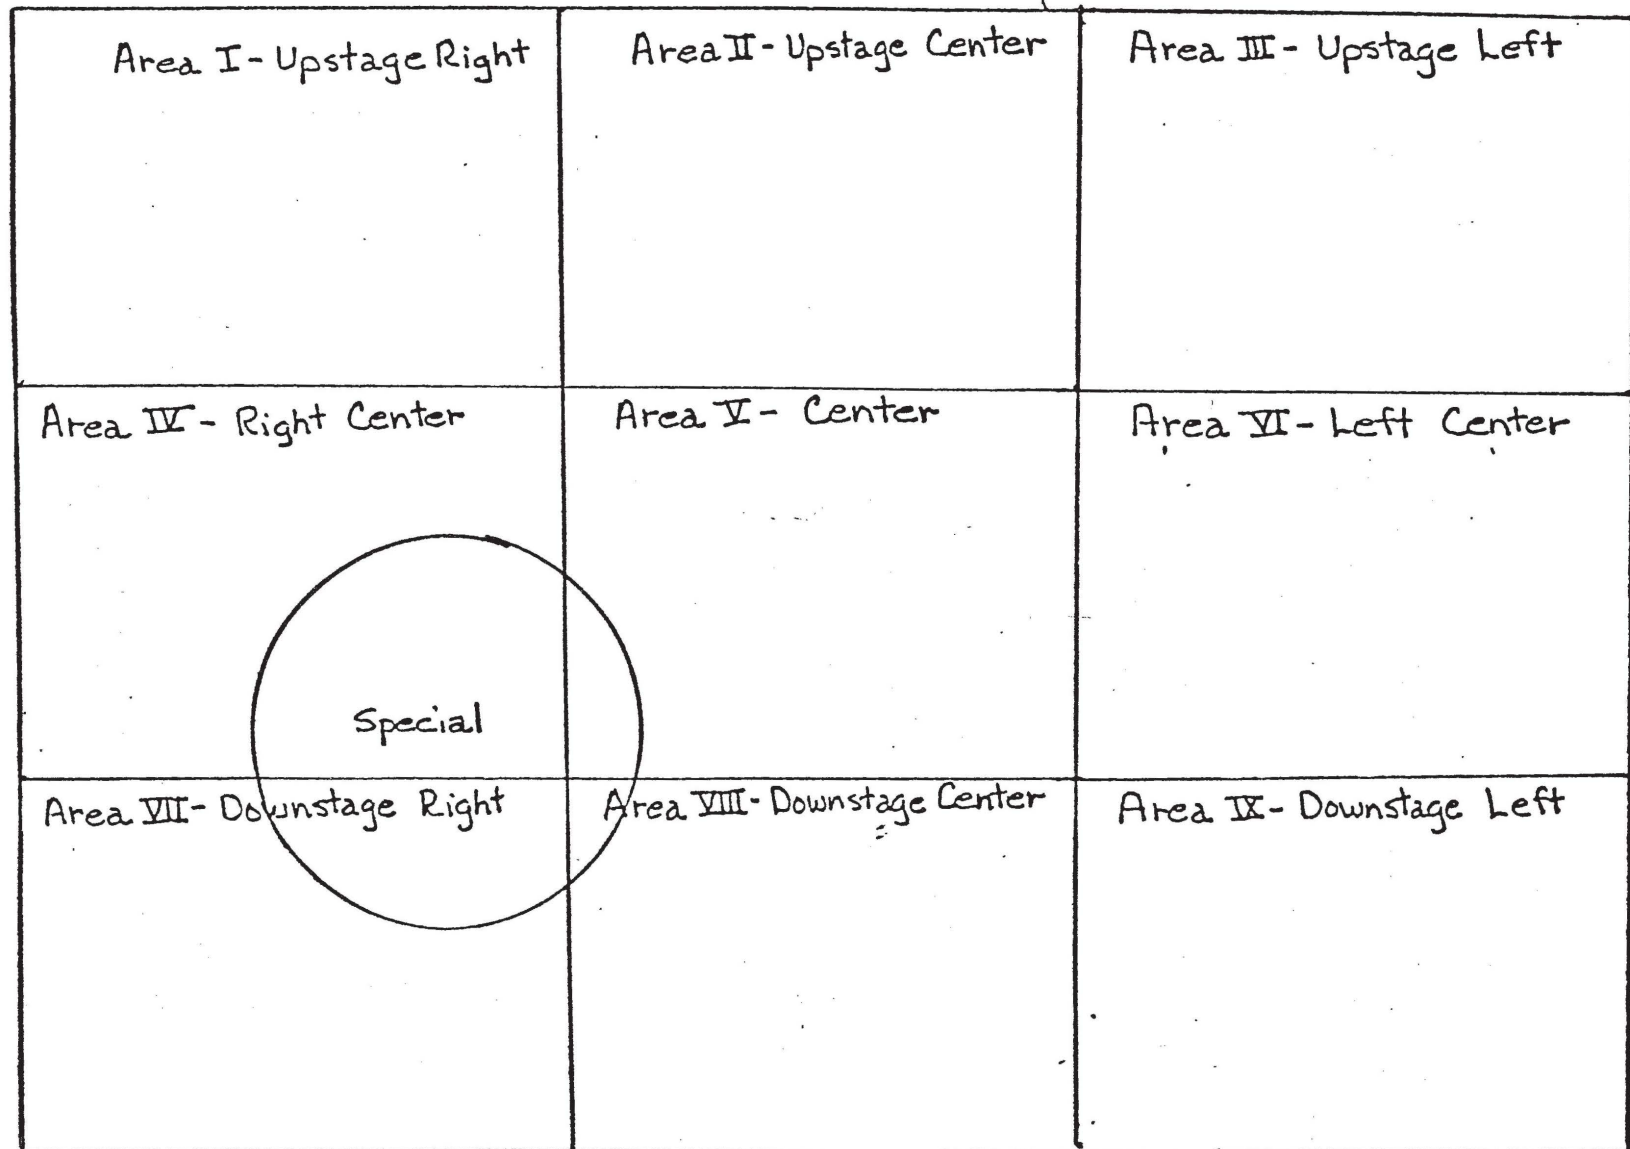 Area I - Upstage Right
Area II - Upstage Center
Area III - Upstage Left
Area IV - Right Center
Area V - Center
Area VI - Left Center
Special
Area VII - Downstage Right
Area VIII - Downstage Center
Area IX - Downstage Left